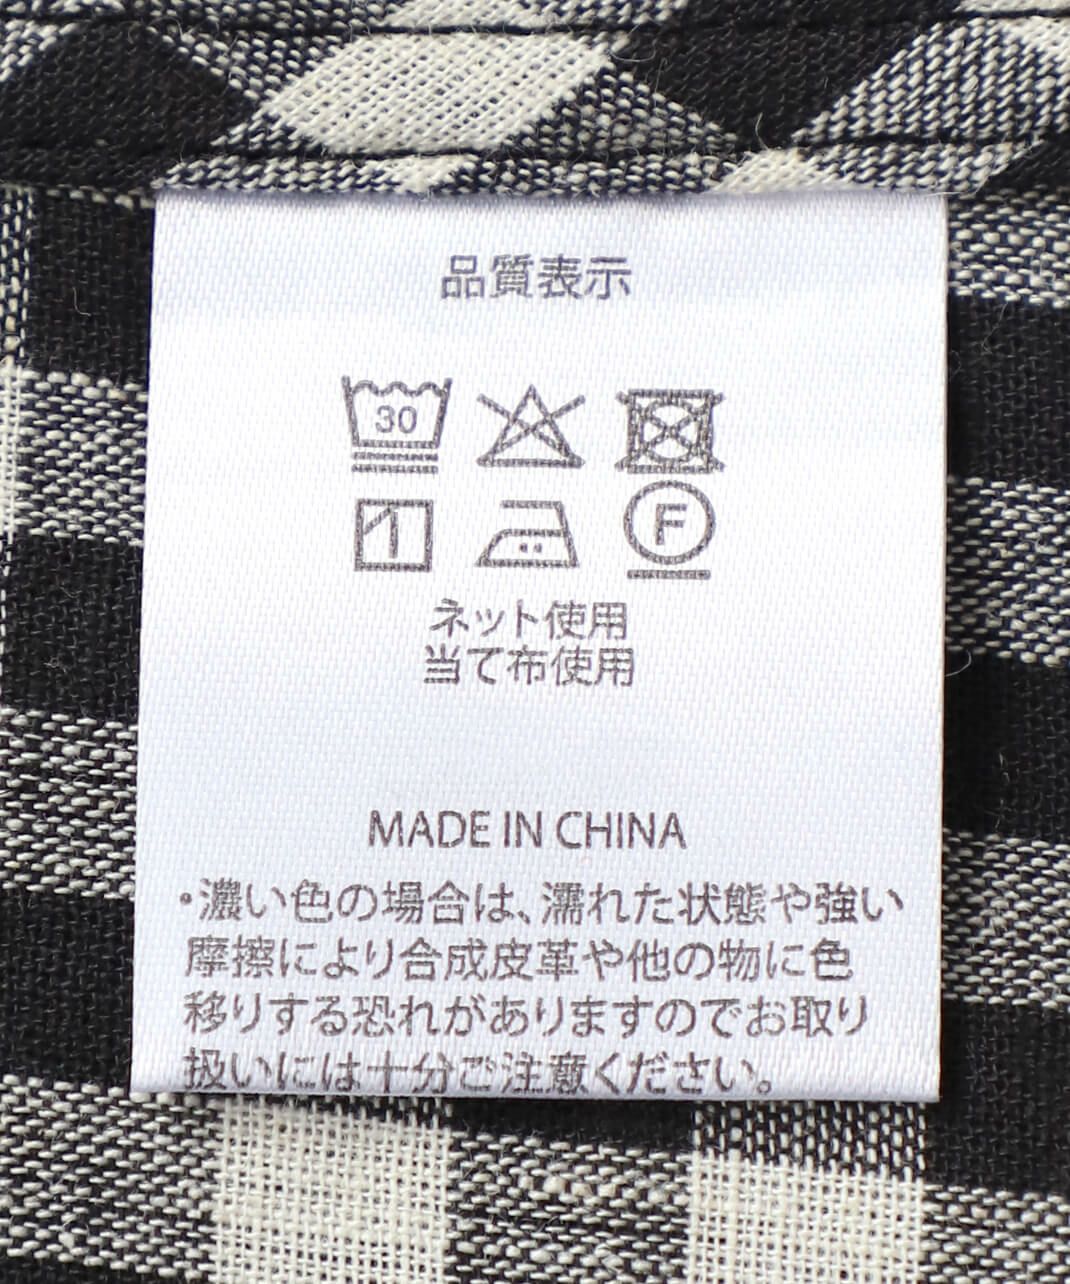 品質表示
30
F
ネット使用
当て布使用
MADE IN CHINA
・濃い色の場合は、濡れた状態や強い
摩擦により合成皮革や他の物に色
移りする恐れがありますのでお取り
扱いには十分ご注意ください。